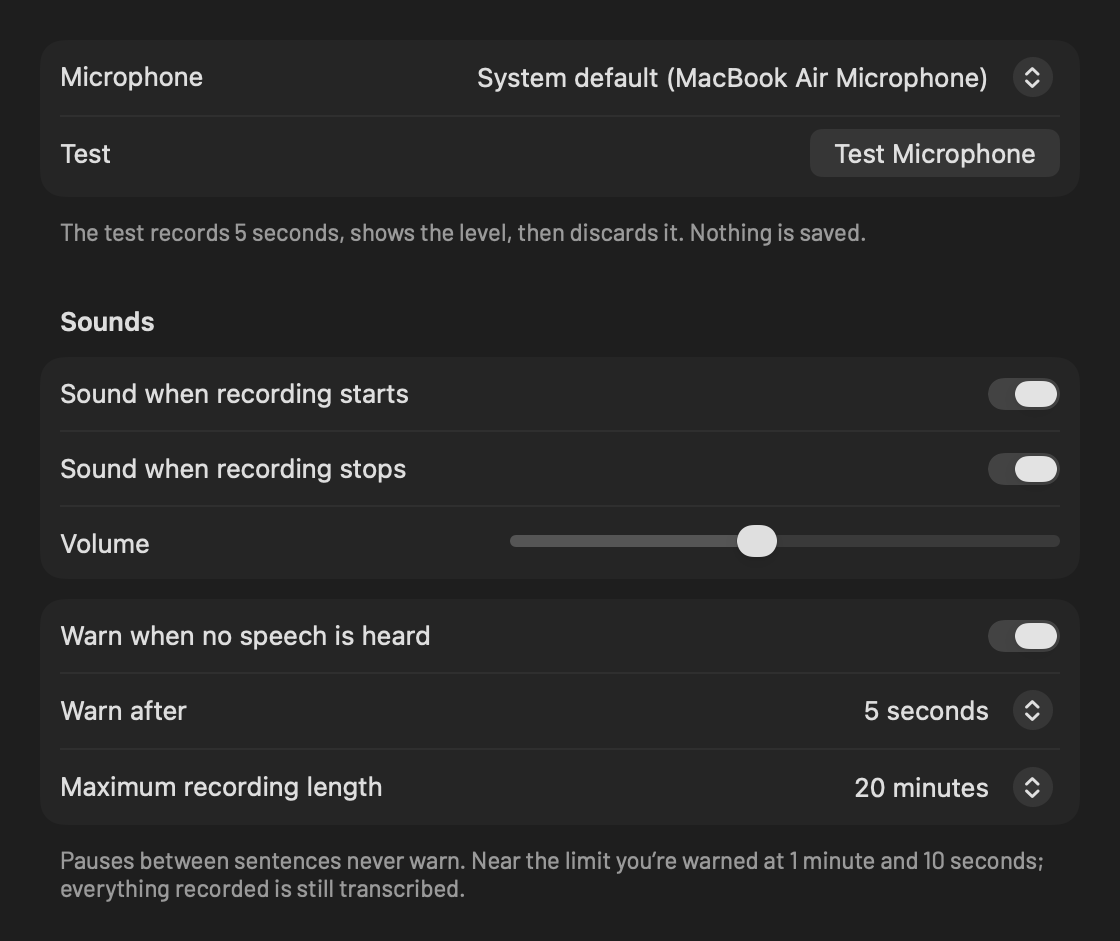 Microphone
System default (MacBook Air Microphone)
Test
Test Microphone
The test records 5 seconds, shows the level, then discards it. Nothing is saved.
Sounds
Sound when recording starts
Sound when recording stops
Volume
Warn when no speech is heard
Warn after
5 seconds
Maximum recording length
20 minutes
Pauses between sentences never warn. Near the limit you’re warned at 1 minute and 10 seconds;
everything recorded is still transcribed.